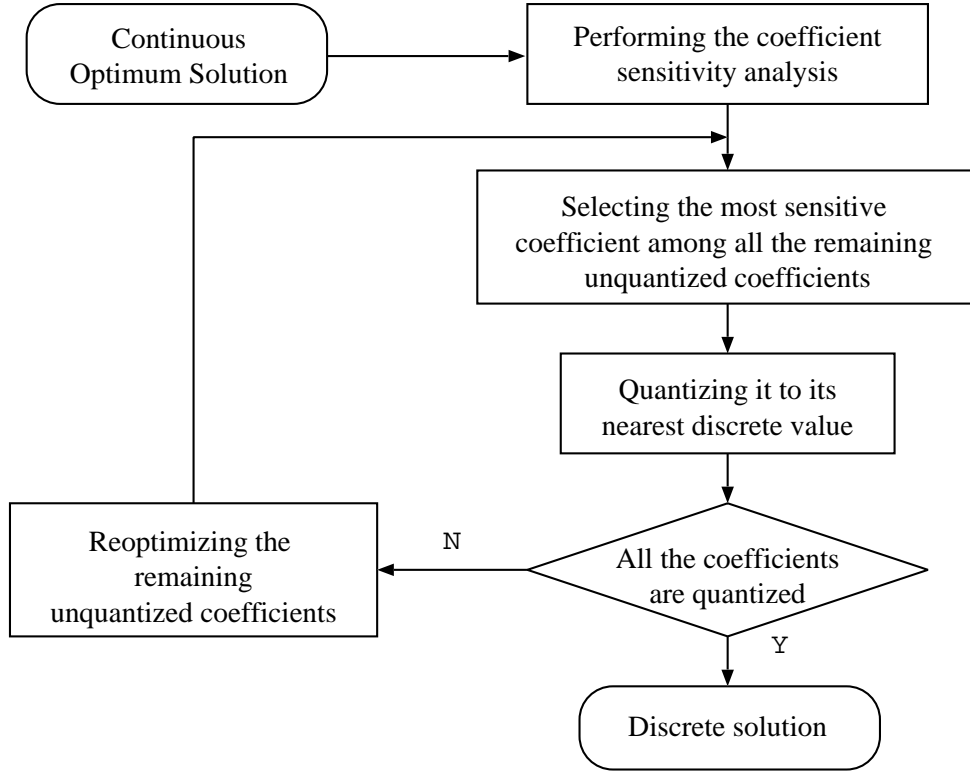 Continuous
Optimum Solution
Performing the coefficient
sensitivity analysis
Selecting the most sensitive
coefficient among all the remaining
unquantized coefficients
Quantizing it to its
nearest discrete value
All the coefficients
are quantized
N
Reoptimizing the
remaining
unquantized coefficients
Y
Discrete solution